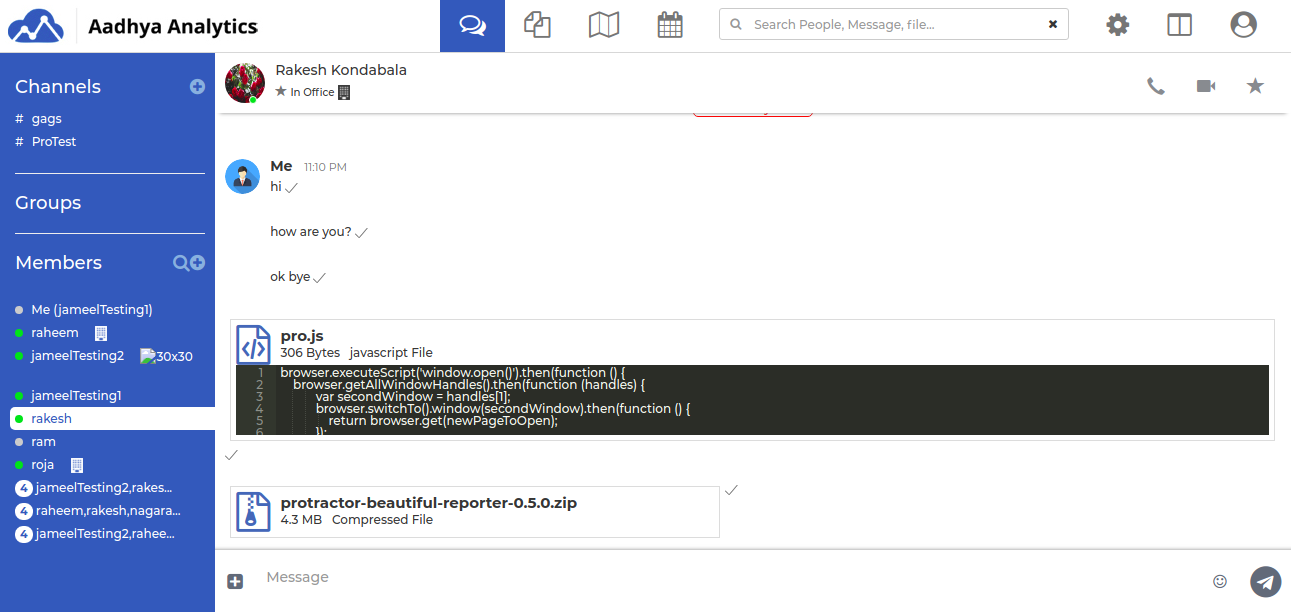 Aadhya Analytics
Search People, Message, file...
Channels
# gags
# ProTest
Groups
Members
Me (jameelTesting1)
raheem
jameelTesting2 30x30
jameelTesting1
rakesh
ram
roja
4 jameelTesting2,rakes...
4 raheem,rakesh,nagara...
4 jameelTesting2,rahee...
Rakesh Kondabala
In Office
Me 11:10 PM
hi
how are you?
ok bye
pro.js
306 Bytes javascript File
1 browser.executeScript('window.open()').then(function () {
2 browser.getAllWindowHandles().then(function (handles) {
3 var secondWindow = handles[1];
4 browser.switchTo().window(secondWindow).then(function () {
5 return browser.get(newPageToOpen);
6 });
protractor-beautiful-reporter-0.5.0.zip
4.3 MB Compressed File
Message